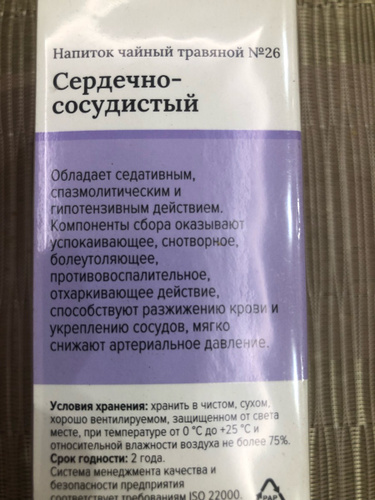 Напиток чайный травяной №26
Сердечно-
сосудистый
Обладает седативным,
спазмолитическим и
гипотензивным действием.
Компоненты сбора оказывают
успокаивающее, снотворное,
болеутоляющее,
противовоспалительное,
отхаркивающее действие,
способствуют разжижению крови и
укреплению сосудов, мягко
снижают артериальное давление.
Условия хранения: хранить в чистом, сухом,
хорошо вентилируемом, защищенном от света
месте, при температуре от 0 °С до +25 °С и
относительной влажности воздуха не более 75%.
Срок годности: 2 года.
Система менеджмента качества и
безопасности предприятия
соответствует требованиям ISO 22000.
PAP